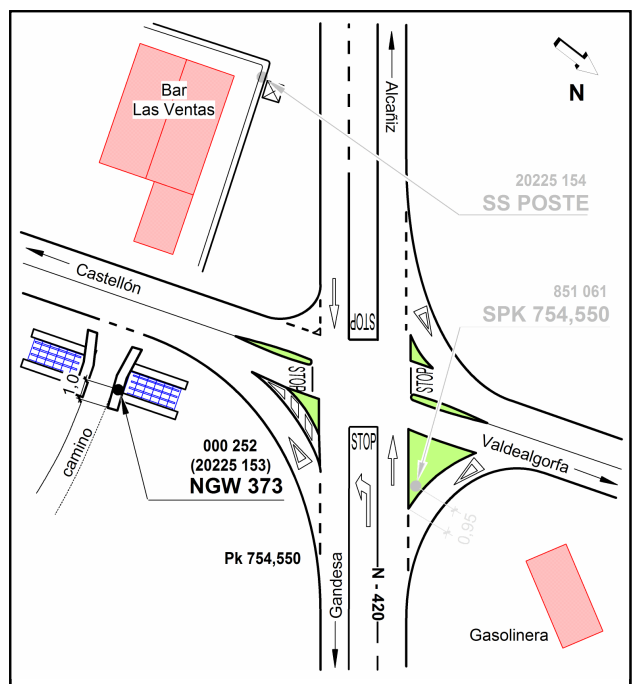 Bar
Las Ventas
Alcañiz
N
20225 154
SS POSTE
Castellón
851 061
SPK 754,550
STOP
STOP
STOP
STOP
1,0
camino
000 252
(20225 153)
NGW 373
Valdealgorfa
0,95
Pk 754,550
Gandesa
N - 420
Gasolinera